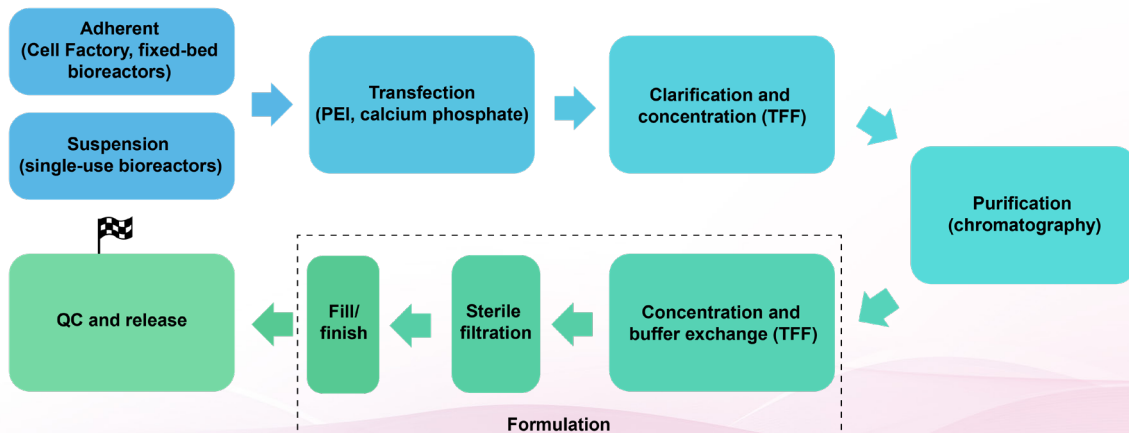 Adherent
(Cell Factory, fixed-bed
bioreactors)
Suspension
(single-use bioreactors)
Transfection
(PEI, calcium phosphate)
Clarification and
concentration (TFF)
Purification
(chromatography)
Concentration and
buffer exchange (TFF)
Sterile
filtration
Fill/
finish
Formulation
QC and release